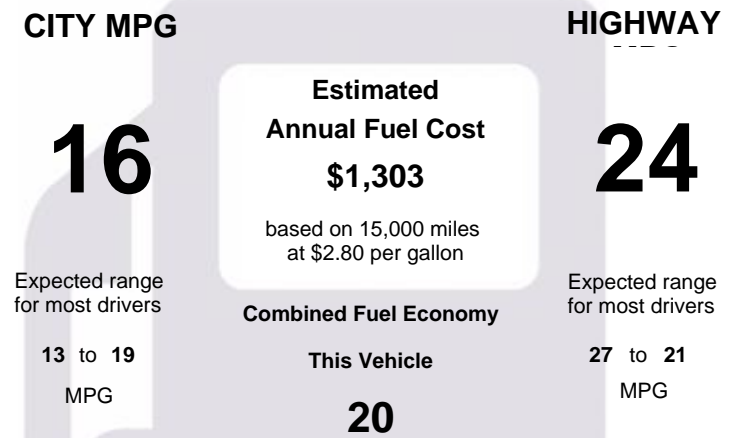 CITY MPG
16
Expected range
for most drivers
13 to 19
MPG
Estimated
Annual Fuel Cost
$1,303
based on 15,000 miles
at $2.80 per gallon
Combined Fuel Economy
This Vehicle
20
HIGHWAY
24
Expected range
for most drivers
27 to 21
MPG